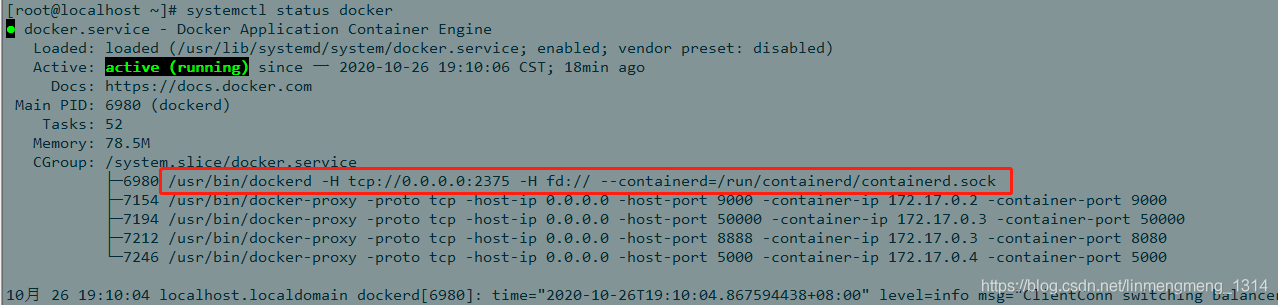 [root@localhost ~]# systemctl status docker
● docker.service - Docker Application Container Engine
Loaded: loaded (/usr/lib/systemd/system/docker.service; enabled; vendor preset: disabled)
Active: active (running) since 一 2020-10-26 19:10:06 CST; 18min ago
Docs: https://docs.docker.com
Main PID: 6980 (dockerd)
Tasks: 52
Memory: 78.5M
CGroup: /system.slice/docker.service
├─6980 /usr/bin/dockerd -H tcp://0.0.0.0:2375 -H fd:// --containerd=/run/containerd/containerd.sock
├─7154 /usr/bin/docker-proxy -proto tcp -host-ip 0.0.0.0 -host-port 9000 -container-ip 172.17.0.2 -container-port 9000
├─7194 /usr/bin/docker-proxy -proto tcp -host-ip 0.0.0.0 -host-port 50000 -container-ip 172.17.0.3 -container-port 50000
├─7212 /usr/bin/docker-proxy -proto tcp -host-ip 0.0.0.0 -host-port 8888 -container-ip 172.17.0.3 -container-port 8080
└─7246 /usr/bin/docker-proxy -proto tcp -host-ip 0.0.0.0 -host-port 5000 -container-ip 172.17.0.4 -container-port 5000
10月 26 19:10:04 localhost.localdomain dockerd[6980]: time="2020-10-26T19:10:04.867594438+08:00" level=info msg="ClientConn switching balance
https://blog.csdn.net/linmengmeng_1314